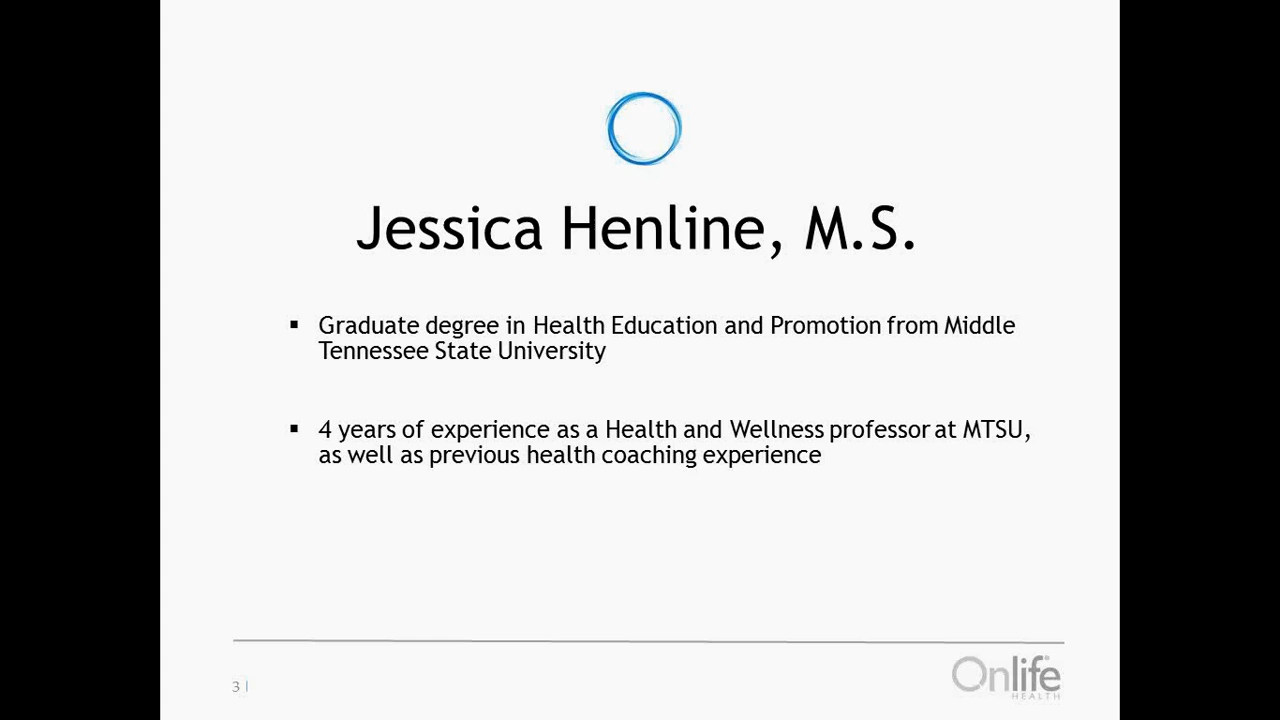 Jessica Henline, M.S.
▪ Graduate degree in Health Education and Promotion from Middle
Tennessee State University
▪ 4 years of experience as a Health and Wellness professor at MTSU,
as well as previous health coaching experience
3 |
Onlife
HEALTH